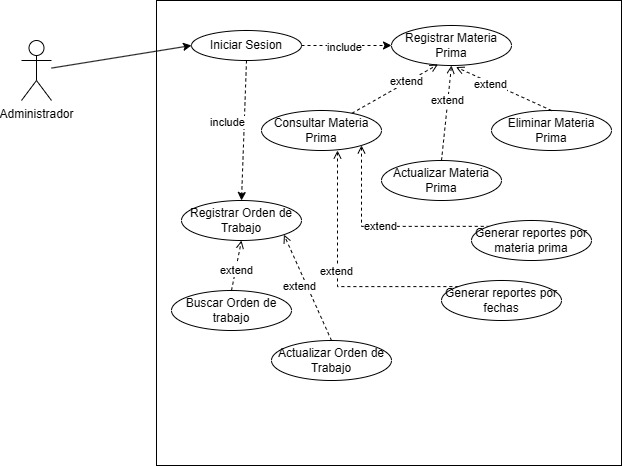 Administrador
Iniciar Sesion
include
Registrar Materia
Prima
extend
extend
extend
include
Consultar Materia
Prima
Eliminar Materia
Prima
Actualizar Materia
Prima
Registrar Orden de
Trabajo
extend
Generar reportes por
materia prima
extend
extend
extend
Buscar Orden de
trabajo
Generar reportes por
fechas
Actualizar Orden de
Trabajo